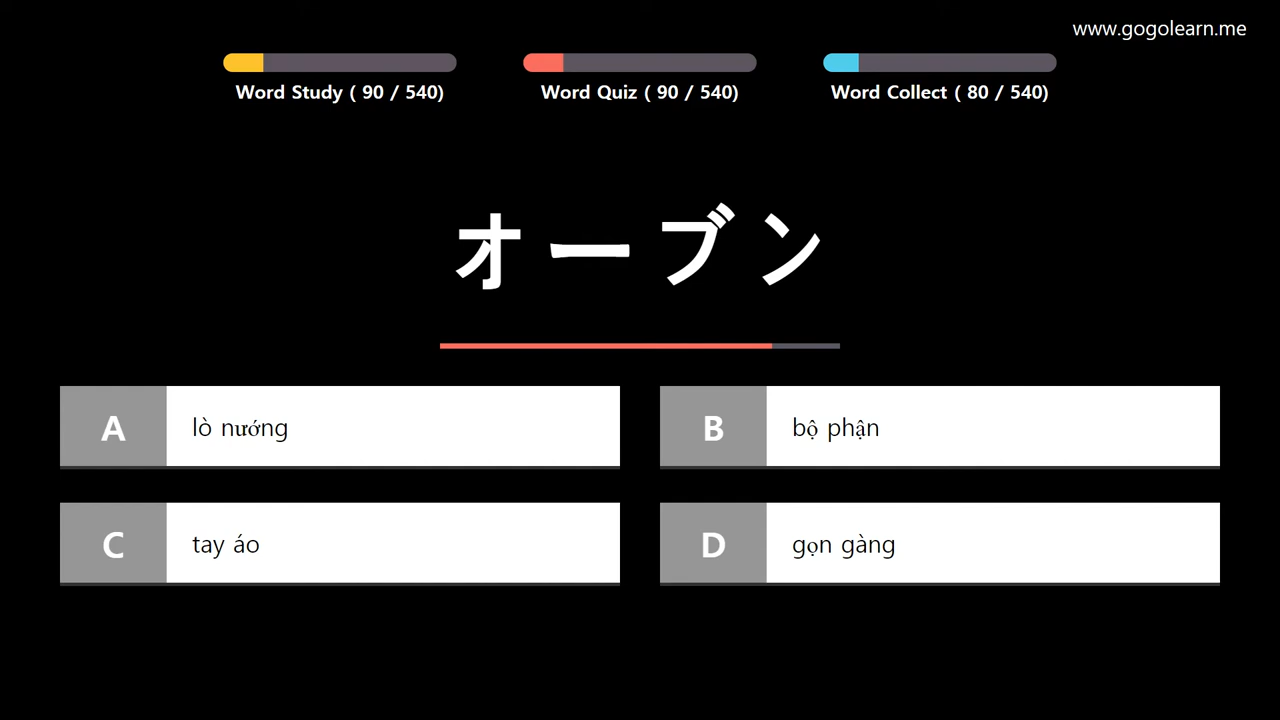 www.gogolearn.me
Word Study ( 90 / 540)
Word Quiz ( 90 / 540)
Word Collect ( 80 / 540)
オーブン
A lò nướng
B bộ phận
C tay áo
D gọn gàng